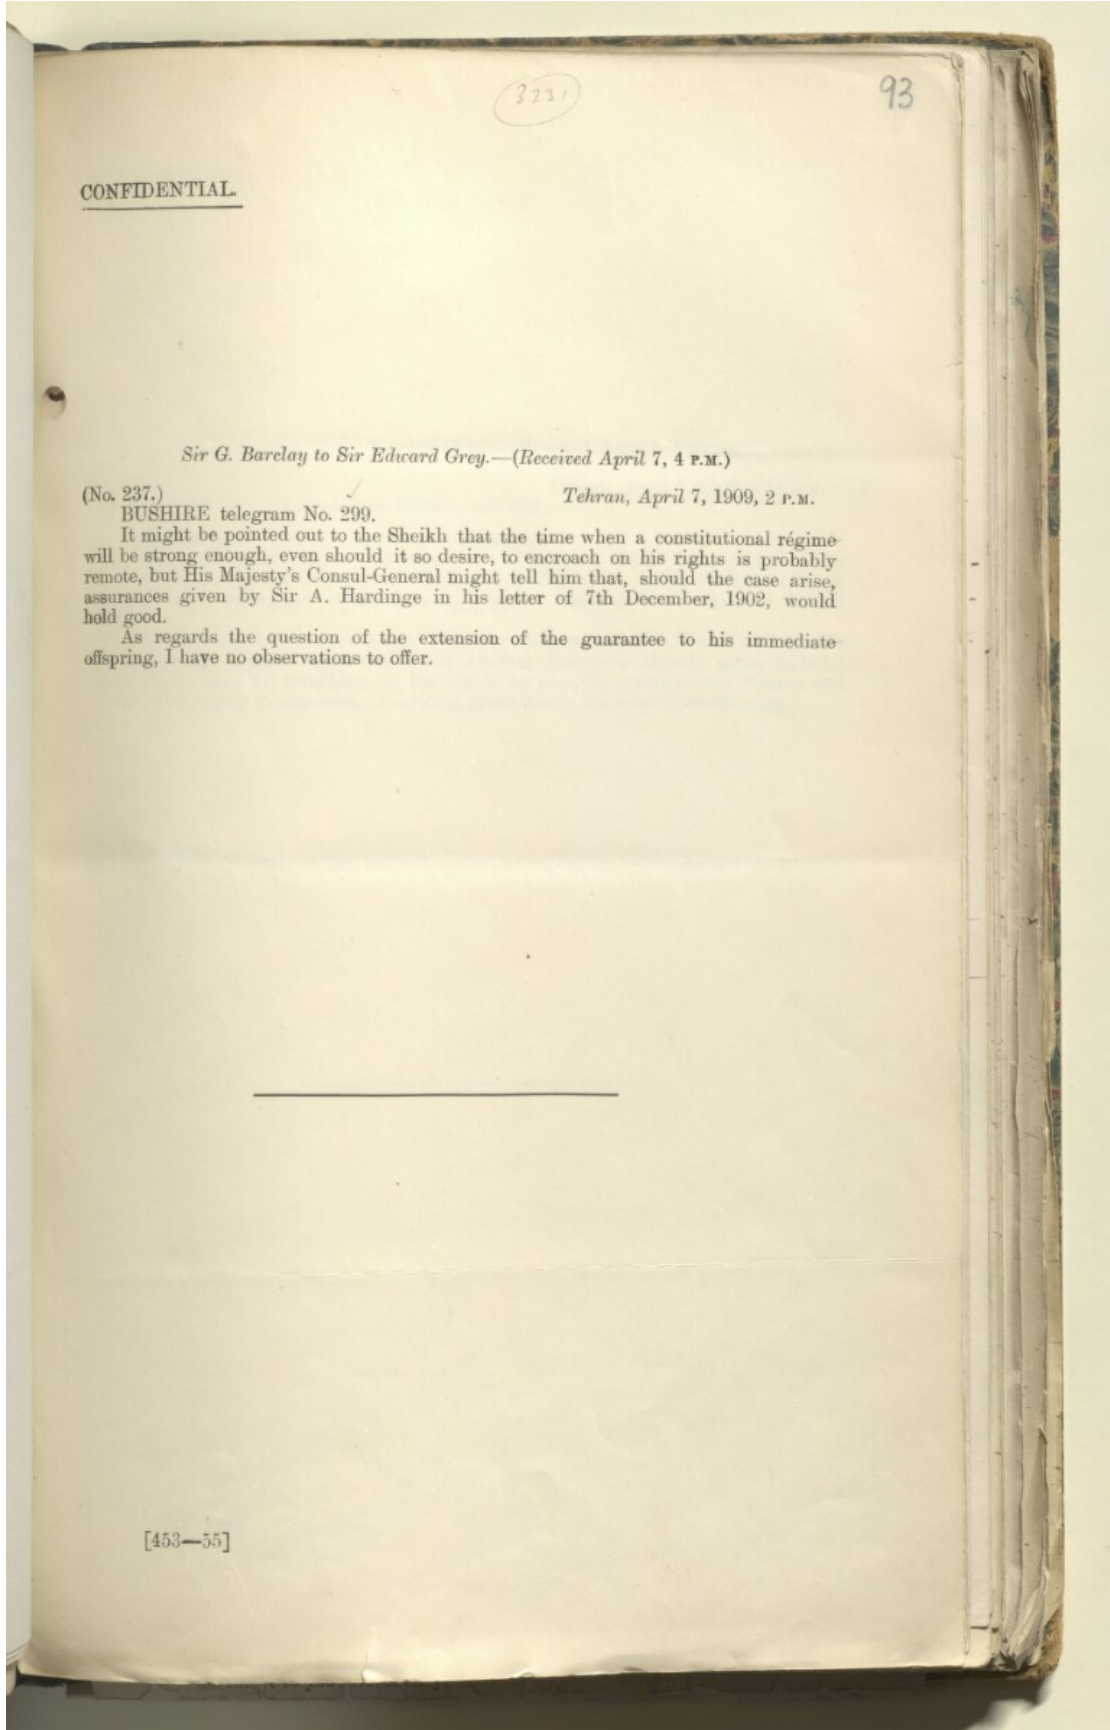 3231
93
CONFIDENTIAL.
Sir G. Barclay to Sir Edward Grey.—(Received April 7, 4 P.M.)
(No. 237.) Tehran, April 7, 1909, 2 P.M.
BUSHIRE telegram No. 299.
It might be pointed out to the Sheikh that the time when a constitutional régime
will be strong enough, even should it so desire, to encroach on his rights is probably
remote, but His Majesty's Consul-General might tell him that, should the case arise,
assurances given by Sir A. Hardinge in his letter of 7th December, 1902, would
hold good.
As regards the question of the extension of the guarantee to his immediate
offspring, I have no observations to offer.
[453—55]